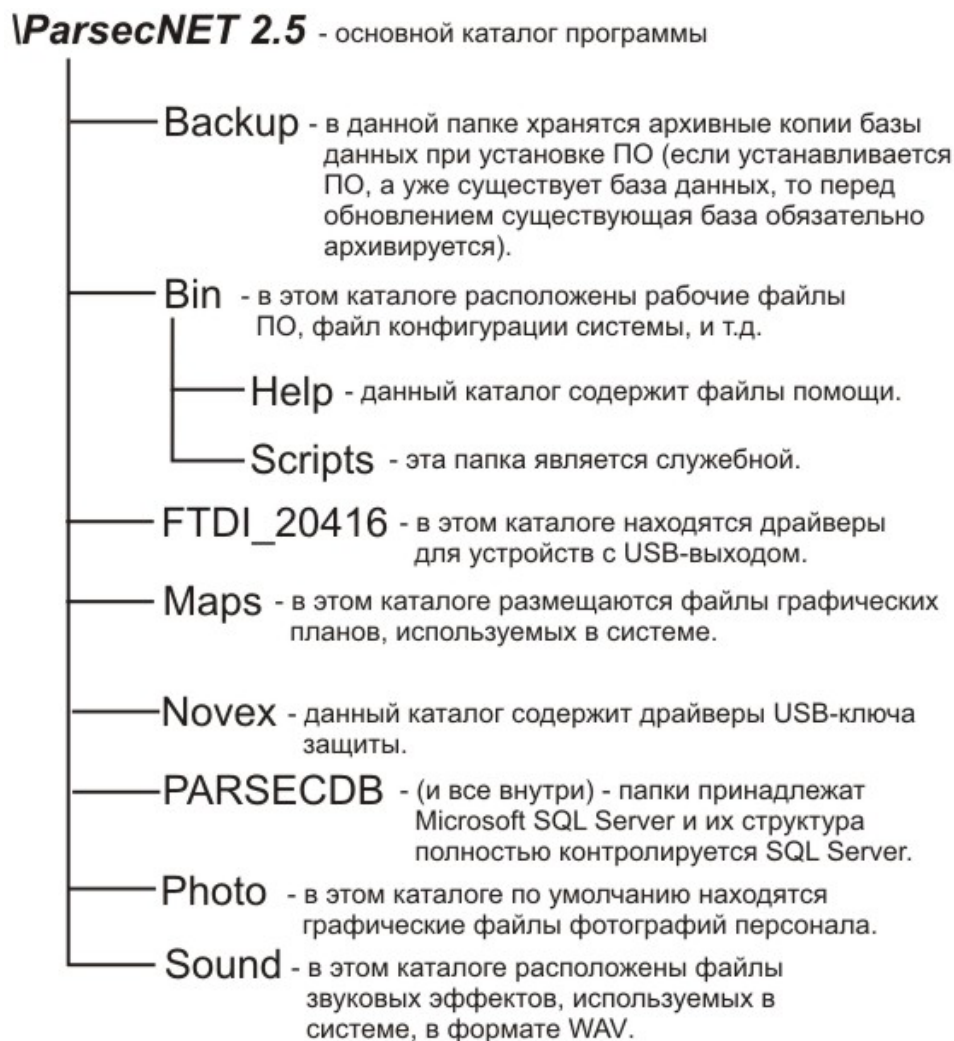 \ParsecNET 2.5 - основной каталог программы
Backup - в данной папке хранятся архивные копии базы
данных при установке ПО (если устанавливается
ПО, а уже существует база данных, то перед
обновлением существующая база обязательно
архивируется).
Bin - в этом каталоге расположены рабочие файлы
ПО, файл конфигурации системы, и т.д.
Help - данный каталог содержит файлы помощи.
Scripts - эта папка является служебной.
FTDI_20416 - в этом каталоге находятся драйверы
для устройств с USB-выходом.
Maps - в этом каталоге размещаются файлы графических
планов, используемых в системе.
Novex - данный каталог содержит драйверы USB-ключа
защиты.
PARSECDB - (и все внутри) - папки принадлежат
Microsoft SQL Server и их структура
полностью контролируется SQL Server.
Photo - в этом каталоге по умолчанию находятся
графические файлы фотографий персонала.
Sound - в этом каталоге расположены файлы
звуковых эффектов, используемых в
системе, в формате WAV.